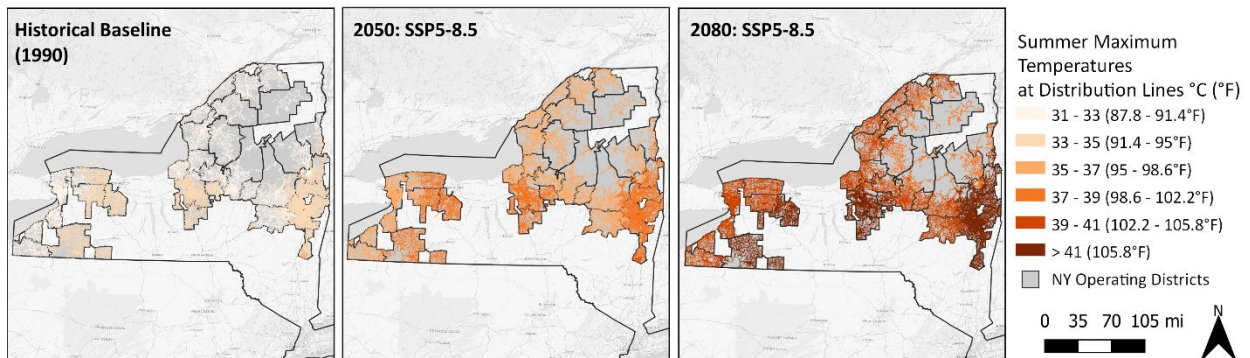 Historical Baseline
(1990)
2050: SSP5-8.5
2080: SSP5-8.5
Summer Maximum
Temperatures
at Distribution Lines °C (°F)
31 - 33 (87.8 - 91.4°F)
33 - 35 (91.4 - 95°F)
35 - 37 (95 - 98.6°F)
37 - 39 (98.6 - 102.2°F)
39 - 41 (102.2 - 105.8°F)
> 41 (105.8°F)
NY Operating Districts
0 35 70 105 mi
N